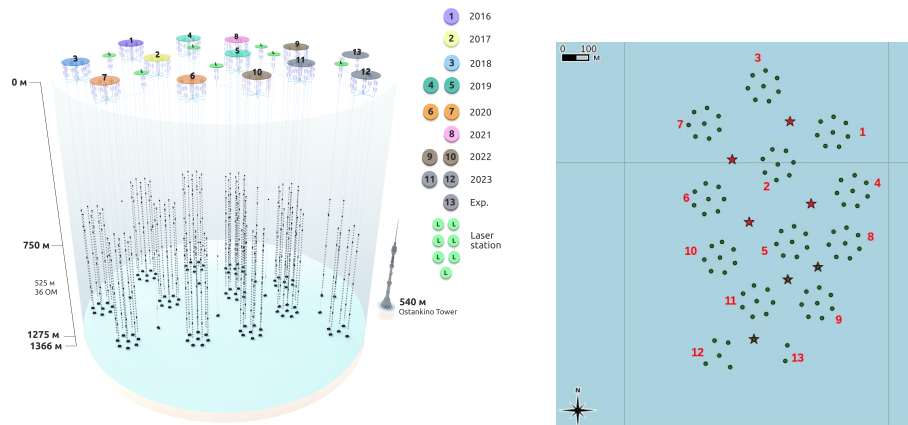 1 2016
2 2017
3 2018
4 5 2019
6 7 2020
8 2021
9 10 2022
11 12 2023
13 Exp.
L L
L L
L L
L
Laser
station
1
4
8
9
13
3
2
5
11
12
7
6
10
L
L
L
L
L
L
L
0 м
750 м
525 м
36 ОМ
1275 м
1366 м
540 м
Ostankino Tower
0 100
М
3
7
1
2
4
6
5
8
10
11
9
12
13
N